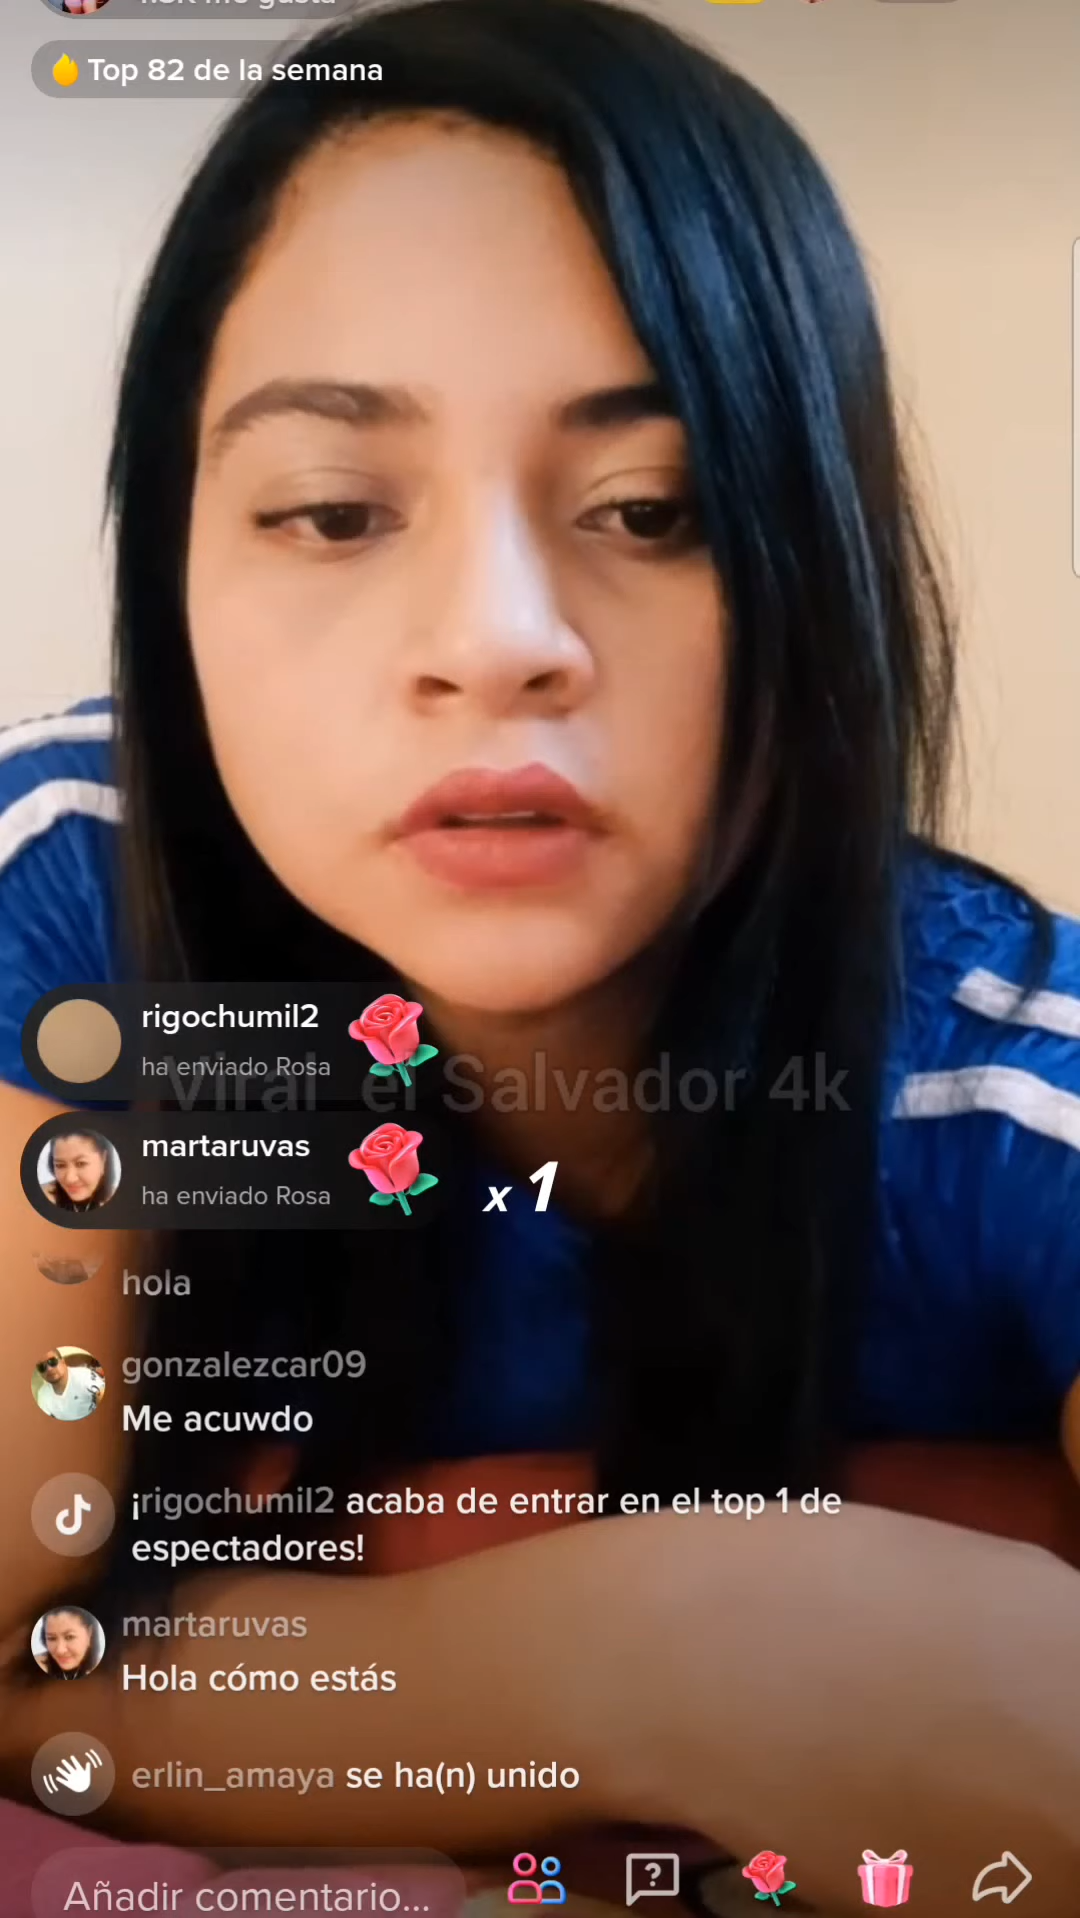 Top 82 de la semana
rigochumil2
ha enviado Rosa
Viral el Salvador 4k
martaruvas
ha enviado Rosa
x 1
hola
gonzalezcar09
Me acuwdo
¡rigochumil2 acaba de entrar en el top 1 de
espectadores!
martaruvas
Hola cómo estás
erlin_amaya se ha(n) unido
Añadir comentario...